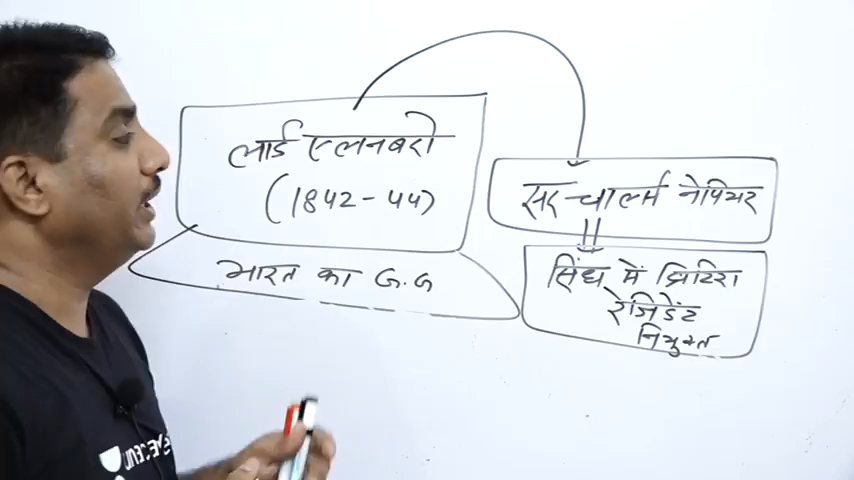 लार्ड एलनबरो
(1842-44)
भारत का G.G
सर चार्ल्स नेपियर
सिंध में ब्रिटिश
रेजिडेंट
नियुक्त